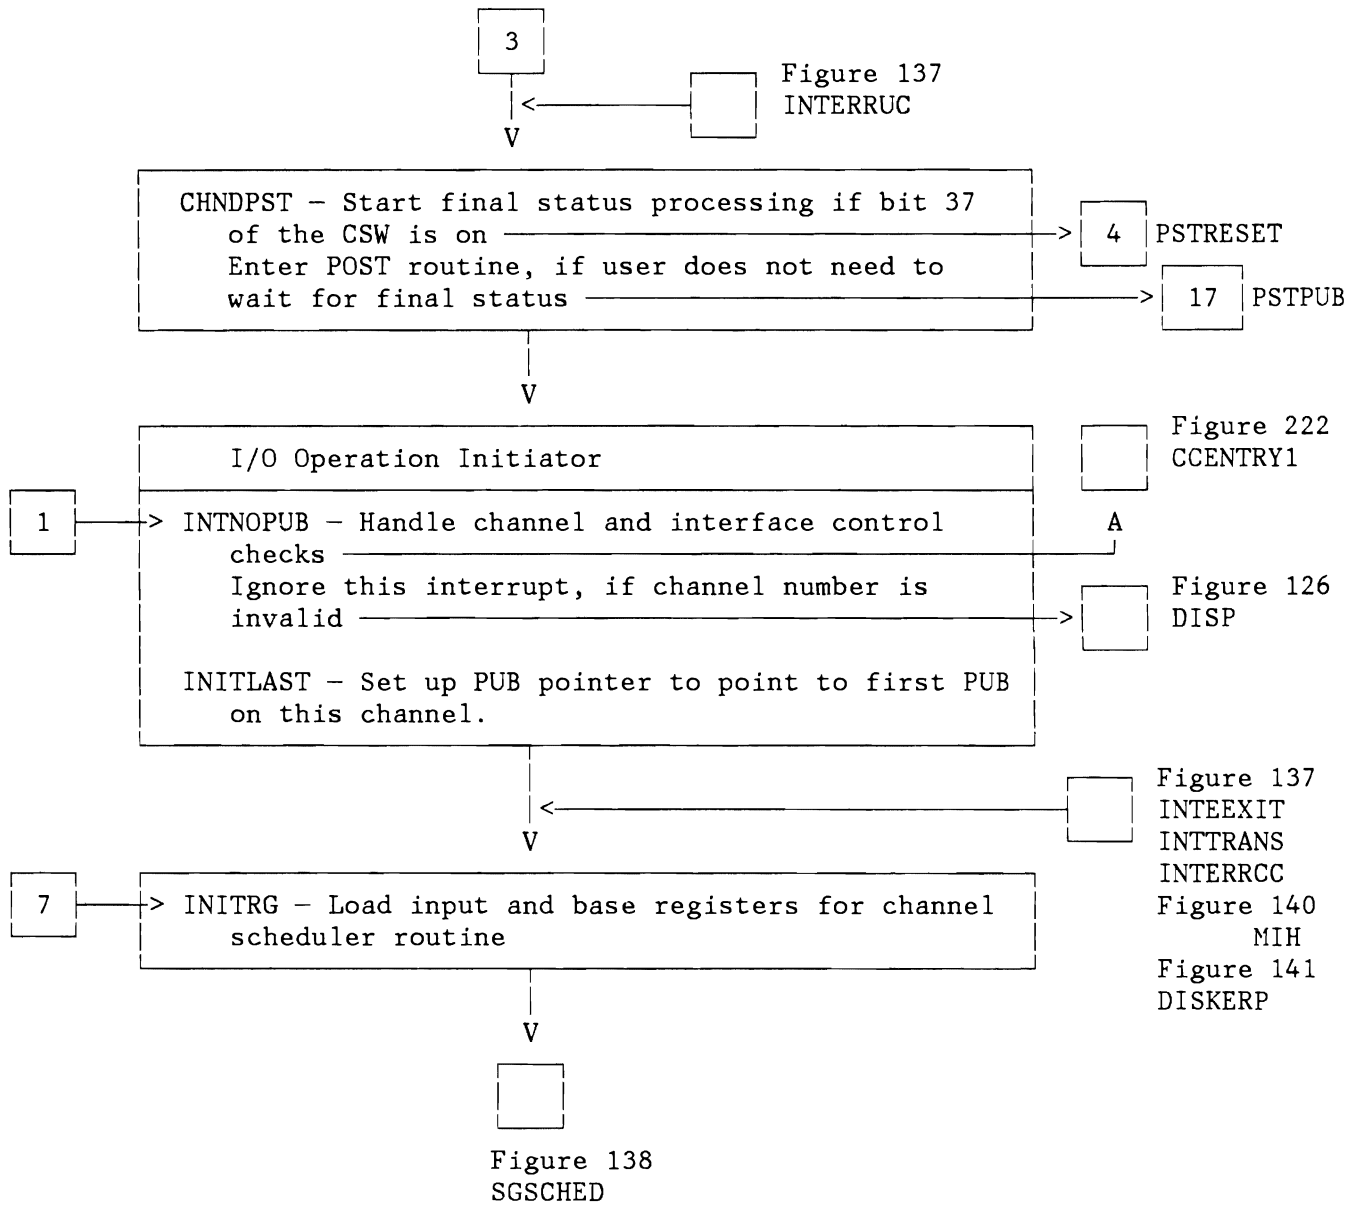 3
Figure 137
INTERRUC
V
CHNDPST — Start final status processing if bit 37
of the CSW is on
4 PSTRESET
Enter POST routine, if user does not need to
wait for final status
17 PSTPUB
V
I/O Operation Initiator
Figure 222
CCENTRY1
1
INTNOPUB — Handle channel and interface control
checks
A
Ignore this interrupt, if channel number is
invalid
Figure 126
DISP
INITLAST — Set up PUB pointer to point to first PUB
on this channel.
V
Figure 137
INTEEXIT
INTTRANS
INTERRCC
Figure 140
MIH
Figure 141
DISKERP
7
INITRG — Load input and base registers for channel
scheduler routine
V
Figure 138
SGSCHED